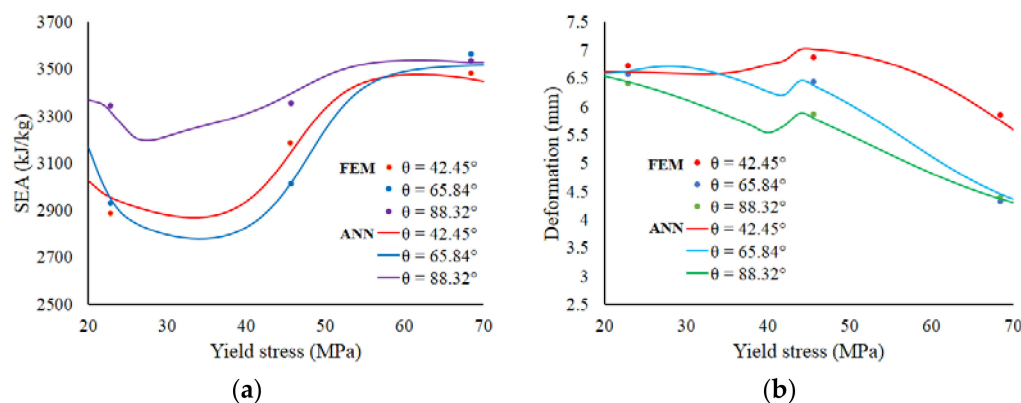 3700
3500
3300
3100
2900
2700
2500
SEA (kJ/kg)
FEM
θ = 42.45°
θ = 65.84°
θ = 88.32°
ANN
θ = 42.45°
θ = 65.84°
θ = 88.32°
20 30 40 50 60 70
Yield stress (MPa)
(a)
7.5
7
6.5
6
5.5
5
4.5
4
3.5
3
2.5
Deformation (mm)
FEM
θ = 42.45°
θ = 65.84°
θ = 88.32°
ANN
θ = 42.45°
θ = 65.84°
θ = 88.32°
20 30 40 50 60 70
Yield stress (MPa)
(b)